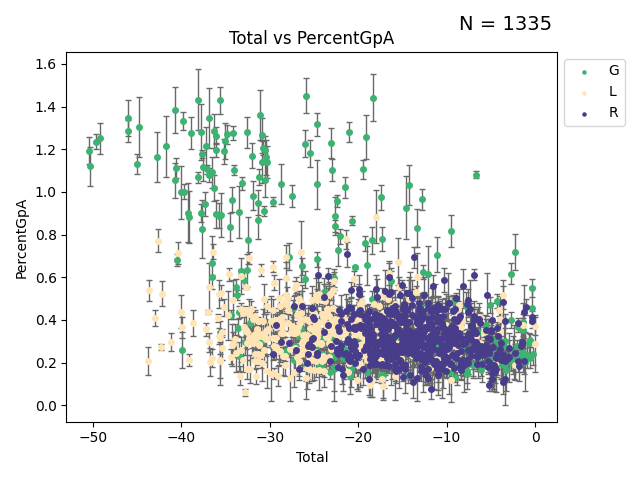 N = 1335
Total vs PercentGpA
G
L
R
PercentGpA
1.6
1.4
1.2
1.0
0.8
0.6
0.4
0.2
0.0
−50 −40 −30 −20 −10 0
Total